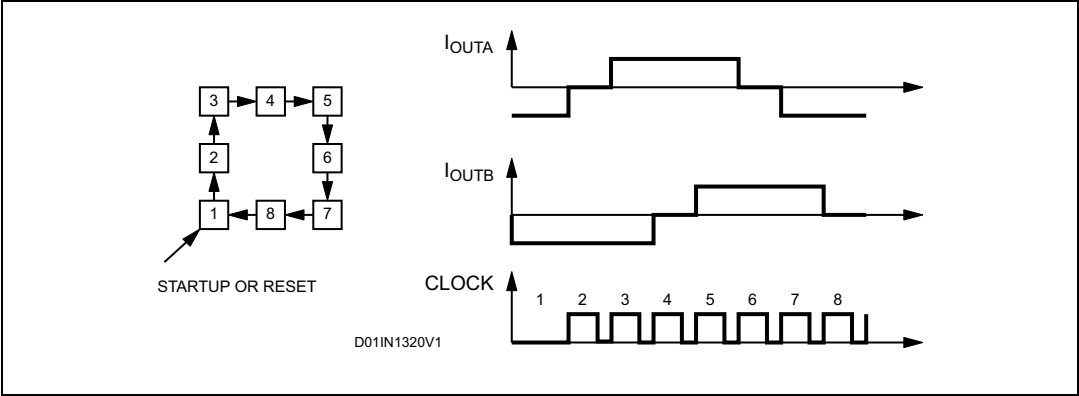 I_OUTA
3 4 5
2 6
1 8 7
STARTUP OR RESET
I_OUTB
CLOCK
1 2 3 4 5 6 7 8
D01IN1320V1